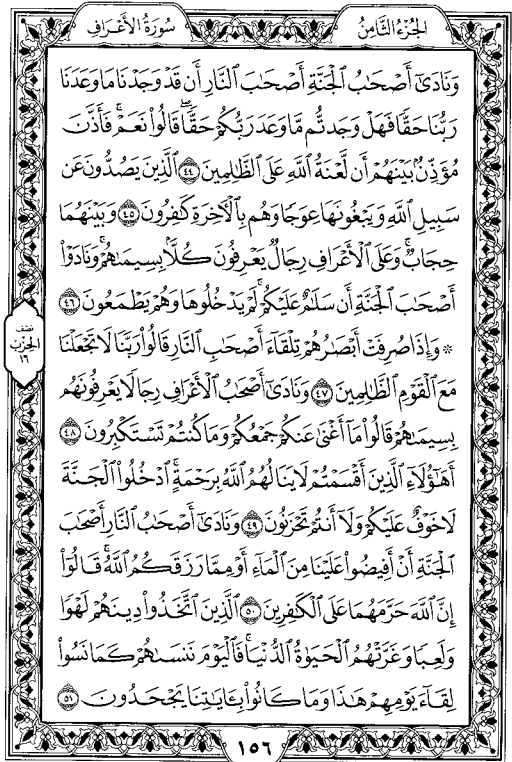 سُورَةُ الأَعْرَافِ
الجُزْءُ الثَّامِنُ
وَنَادَىٰٓ أَصْحَٰبُ ٱلْجَنَّةِ أَصْحَٰبَ ٱلنَّارِ أَن قَدْ وَجَدْنَا مَا وَعَدَنَا
رَبُّنَا حَقًّا فَهَلْ وَجَدتُّم مَّا وَعَدَ رَبُّكُمْ حَقًّا ۖ قَالُوا۟ نَعَمْ ۚ فَأَذَّنَ
مُؤَذِّنٌۢ بَيْنَهُمْ أَن لَّعْنَةُ ٱللَّهِ عَلَى ٱلظَّٰلِمِينَ ٤٤ ٱلَّذِينَ يَصُدُّونَ عَن
سَبِيلِ ٱللَّهِ وَيَبْغُونَهَا عِوَجًا وَهُم بِٱلْءَاخِرَةِ كَٰفِرُونَ ٤٥ وَبَيْنَهُمَا
حِجَابٌ ۚ وَعَلَى ٱلْأَعْرَافِ رِجَالٌ يَعْرِفُونَ كُلًّۢا بِسِيمَىٰهُمْ ۚ وَنَادَوْا۟
أَصْحَٰبَ ٱلْجَنَّةِ أَن سَلَٰمٌ عَلَيْكُمْ ۚ لَمْ يَدْخُلُوهَا وَهُمْ يَطْمَعُونَ ٤٦
۞ وَإِذَا صُرِفَتْ أَبْصَٰرُهُمْ تِلْقَآءَ أَصْحَٰبِ ٱلنَّارِ قَالُوا۟ رَبَّنَا لَا تَجْعَلْنَا
مَعَ ٱلْقَوْمِ ٱلظَّٰلِمِينَ ٤٧ وَنَادَىٰٓ أَصْحَٰبُ ٱلْأَعْرَافِ رِجَالًا يَعْرِفُونَهُم
بِسِيمَىٰهُمْ قَالُوا۟ مَآ أَغْنَىٰ عَنكُمْ جَمْعُكُمْ وَمَا كُنتُمْ تَسْتَكْبِرُونَ ٤٨
أَهَٰٓؤُلَآءِ ٱلَّذِينَ أَقْسَمْتُمْ لَا يَنَالُهُمُ ٱللَّهُ بِرَحْمَةٍ ۚ ٱدْخُلُوا۟ ٱلْجَنَّةَ
لَا خَوْفٌ عَلَيْكُمْ وَلَآ أَنتُمْ تَحْزَنُونَ ٤٩ وَنَادَىٰٓ أَصْحَٰبُ ٱلنَّارِ أَصْحَٰبَ
ٱلْجَنَّةِ أَنْ أَفِيضُوا۟ عَلَيْنَا مِنَ ٱلْمَآءِ أَوْ مِمَّا رَزَقَكُمُ ٱللَّهُ ۚ قَالُوٓا۟
إِنَّ ٱللَّهَ حَرَّمَهُمَا عَلَى ٱلْكَٰفِرِينَ ٥٠ ٱلَّذِينَ ٱتَّخَذُوا۟ دِينَهُمْ لَهْوًا
وَلَعِبًا وَغَرَّتْهُمُ ٱلْحَيَوٰةُ ٱلدُّنْيَا ۚ فَٱلْيَوْمَ نَنسَىٰهُمْ كَمَا نَسُوا۟
لِقَآءَ يَوْمِهِمْ هَٰذَا وَمَا كَانُوا۟ بِـَٔايَٰتِنَا يَجْحَدُونَ ٥١
نصف
الحزب
١٦
١٥٦